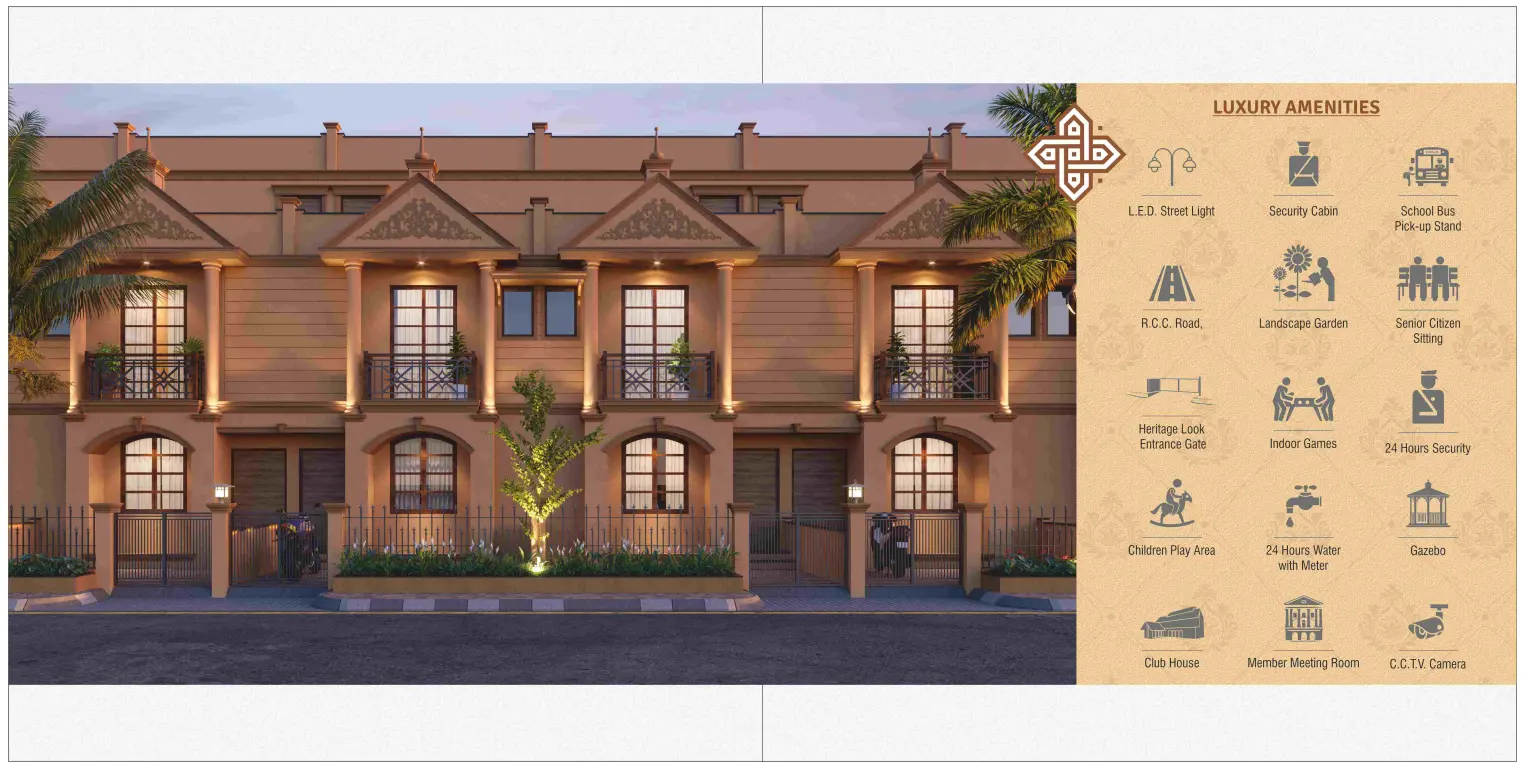 LUXURY AMENITIES
L.E.D. Street Light
Security Cabin
School Bus
Pick-up Stand
R.C.C. Road,
Landscape Garden
Senior Citizen
Sitting
Heritage Look
Entrance Gate
Indoor Games
24 Hours Security
Children Play Area
24 Hours Water
with Meter
Gazebo
Club House
Member Meeting Room
C.C.T.V. Camera